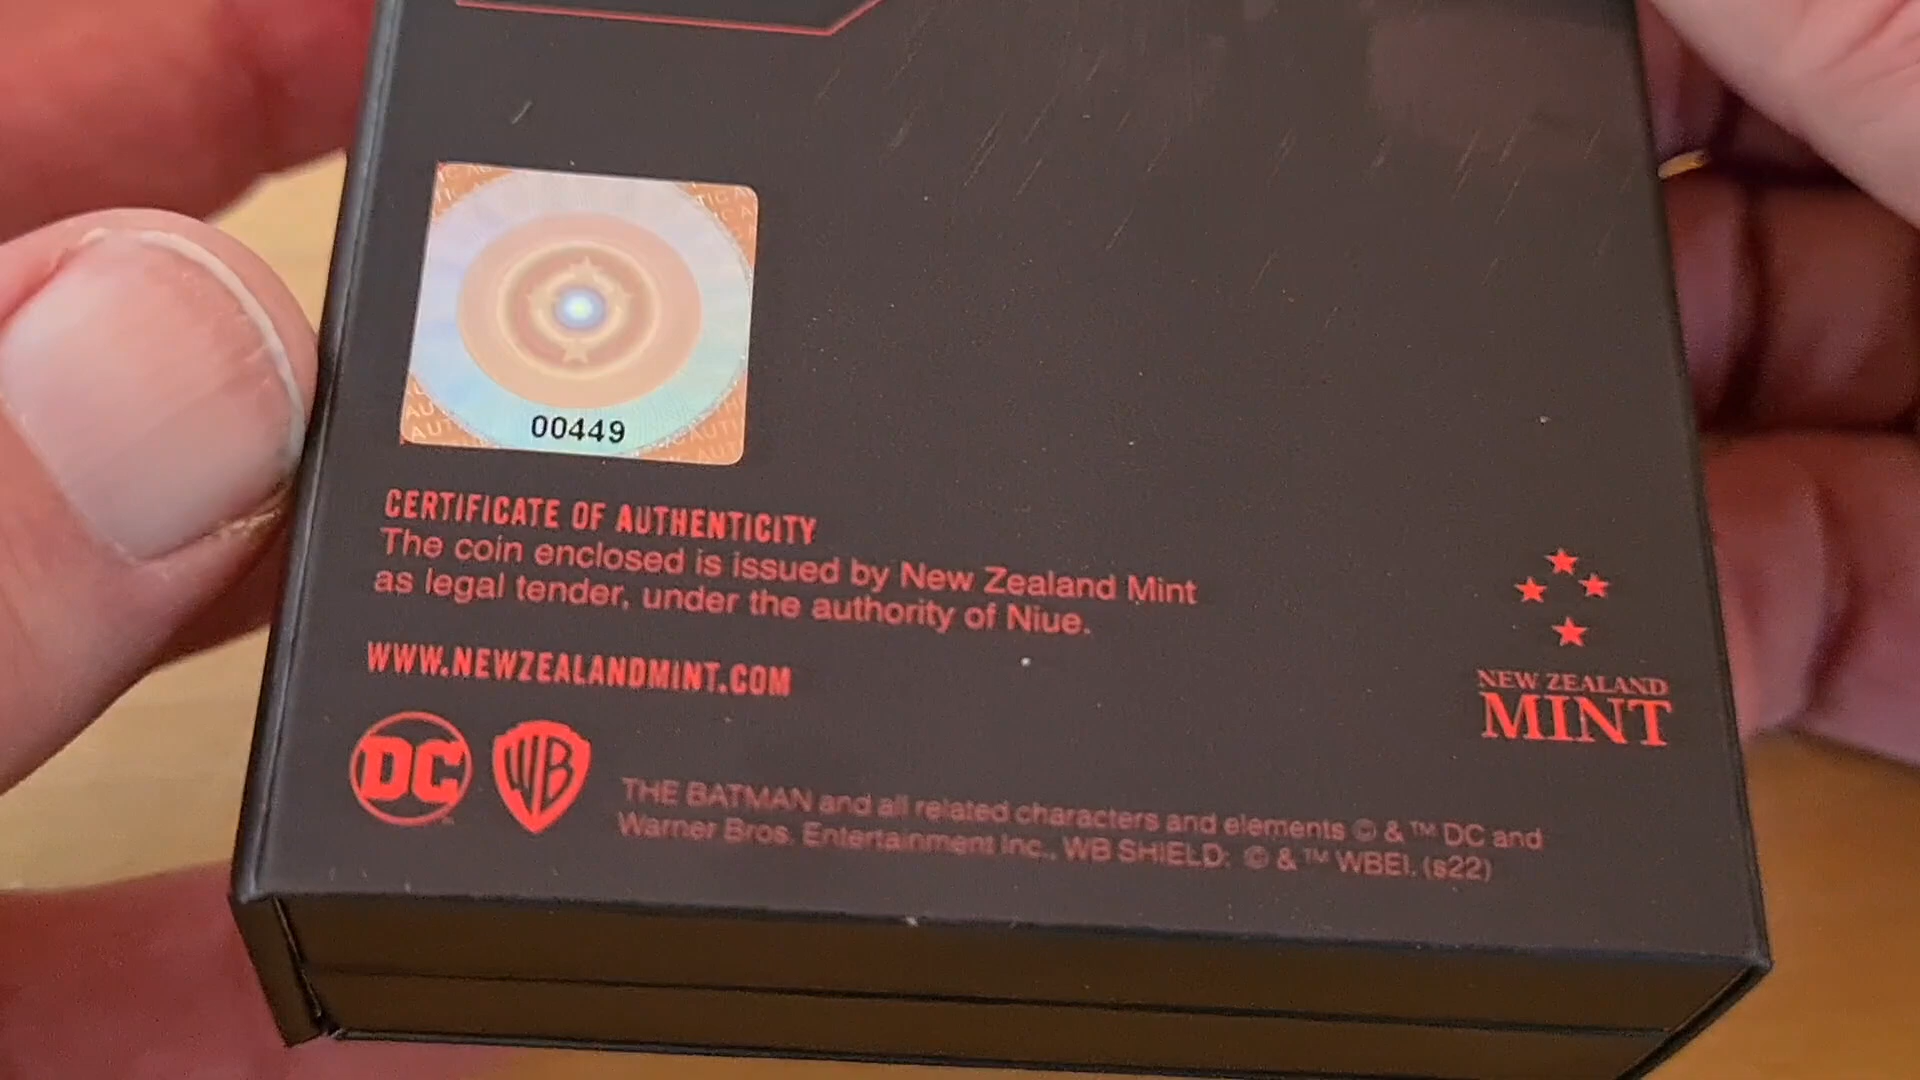 00449
CERTIFICATE OF AUTHENTICITY
The coin enclosed is issued by New Zealand Mint
as legal tender, under the authority of Niue.
WWW.NEWZEALANDMINT.COM
NEW ZEALAND
MINT
DC
WB
THE BATMAN and all related characters and elements © & ™ DC and
Warner Bros. Entertainment Inc., WB SHIELD: © & ™ WBEI. (s22)